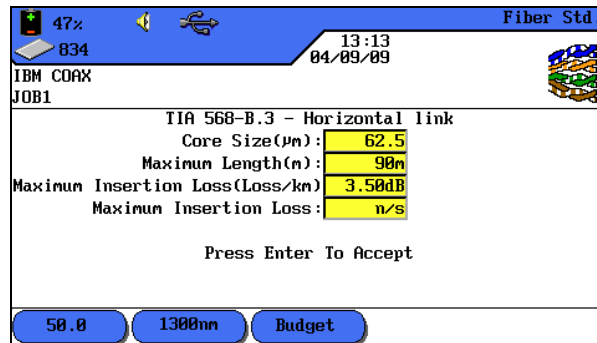 47% Fiber Std
834
13:13
04/09/09
IBM COAX
JOB1
TIA 568-B.3 - Horizontal link
Core Size(µm): 62.5
Maximum Length(m): 90m
Maximum Insertion Loss(Loss/km) 3.50dB
Maximum Insertion Loss: n/s
Press Enter To Accept
50.0 1300nm Budget